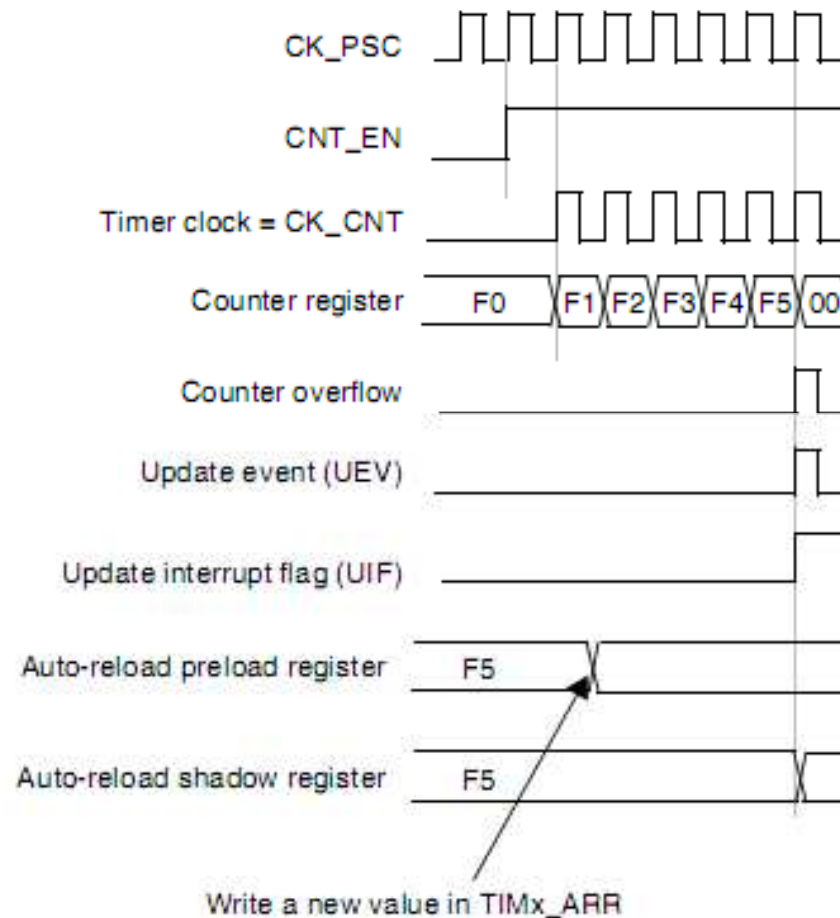 CK_PSC
CNT_EN
Timer clock = CK_CNT
Counter register F0 F1 F2 F3 F4 F5 00
Counter overflow
Update event (UEV)
Update interrupt flag (UIF)
Auto-reload preload register F5
Auto-reload shadow register F5
Write a new value in TIMx_ARR